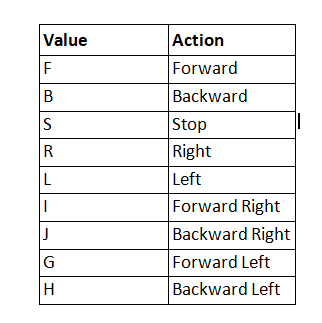 Value Action
F Forward
B Backward
S Stop
R Right
L Left
I Forward Right
J Backward Right
G Forward Left
H Backward Left